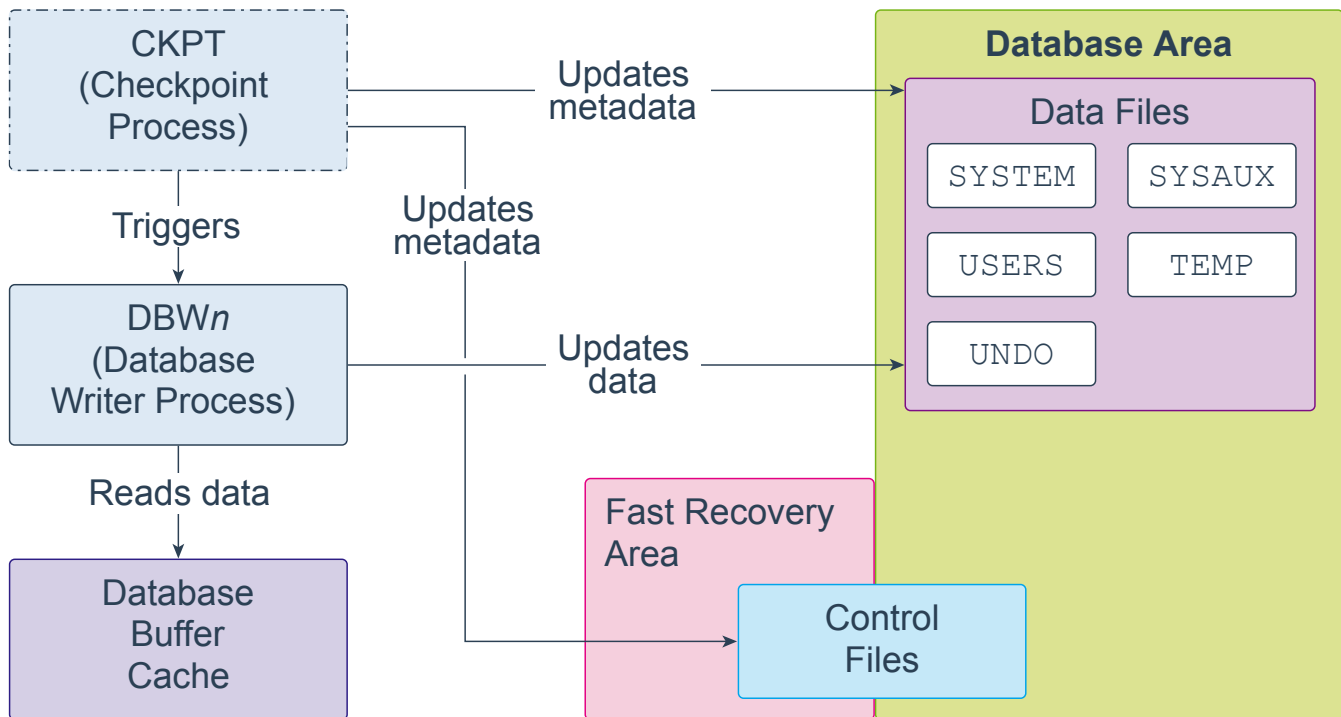 CKPT
(Checkpoint
Process)
Updates
metadata
Updates
metadata
Triggers
DBWn
(Database
Writer Process)
Updates
data
Reads data
Database
Buffer
Cache
Database Area
Data Files
SYSTEM
SYSAUX
USERS
TEMP
UNDO
Fast Recovery
Area
Control
Files